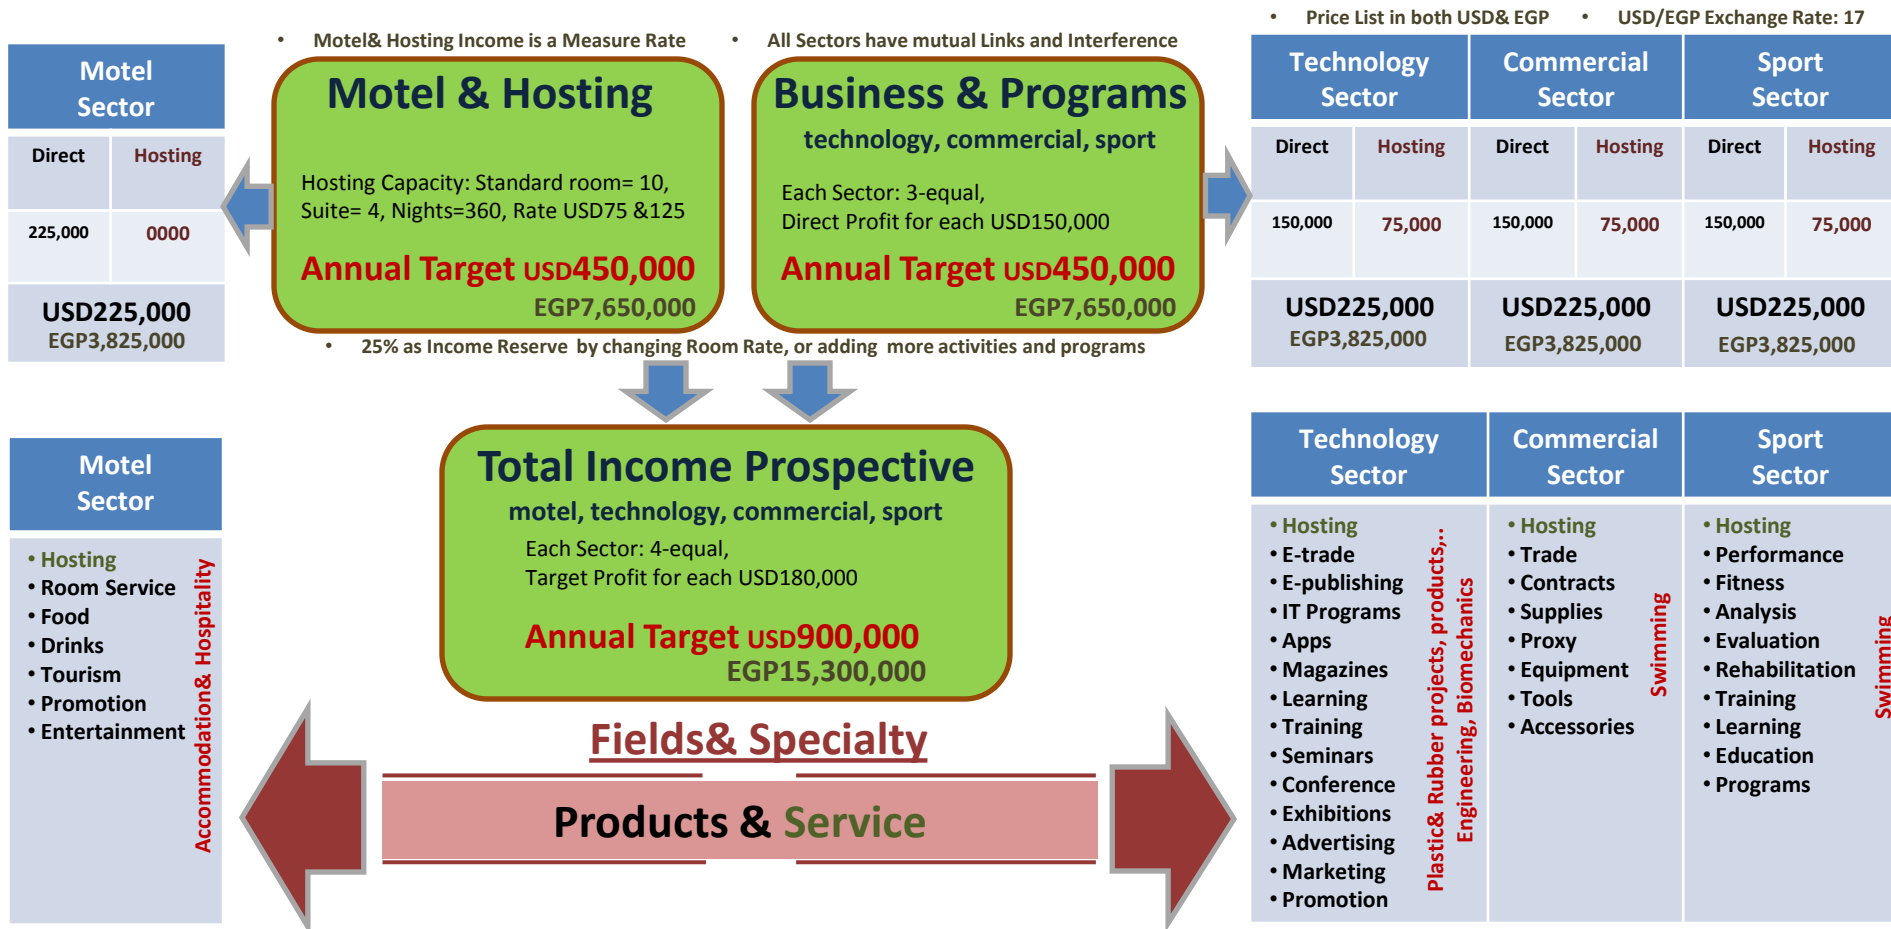 • Price List in both USD& EGP • USD/EGP Exchange Rate: 17
• Motel& Hosting Income is a Measure Rate • All Sectors have mutual Links and Interference
Motel
Sector
Direct Hosting
225,000 0000
USD225,000
EGP3,825,000
Motel & Hosting
Hosting Capacity: Standard room= 10,
Suite= 4, Nights=360, Rate USD75 &125
Annual Target USD450,000
EGP7,650,000
Business & Programs
technology, commercial, sport
Each Sector: 3-equal,
Direct Profit for each USD150,000
Annual Target USD450,000
EGP7,650,000
Technology
Sector
Commercial
Sector
Sport
Sector
Direct Hosting Direct Hosting Direct Hosting
150,000 75,000 150,000 75,000 150,000 75,000
USD225,000 USD225,000 USD225,000
EGP3,825,000 EGP3,825,000 EGP3,825,000
• 25% as Income Reserve by changing Room Rate, or adding more activities and programs
Total Income Prospective
motel, technology, commercial, sport
Each Sector: 4-equal,
Target Profit for each USD180,000
Annual Target USD900,000
EGP15,300,000
Motel
Sector
• Hosting
• Room Service
• Food
• Drinks
• Tourism
• Promotion
• Entertainment
Accommodation& Hospitality
Fields& Specialty
Products & Service
Technology
Sector
• Hosting
• E-trade
• E-publishing
• IT Programs
• Apps
• Magazines
• Learning
• Training
• Seminars
• Conference
• Exhibitions
• Advertising
• Marketing
• Promotion
Plastic& Rubber projects, products,..
Engineering, Biomechanics
Commercial
Sector
• Hosting
• Trade
• Contracts
• Supplies
• Proxy
• Equipment
• Tools
• Accessories
Swimming
Sport
Sector
• Hosting
• Performance
• Fitness
• Analysis
• Evaluation
• Rehabilitation
• Training
• Learning
• Education
• Programs
Swimming